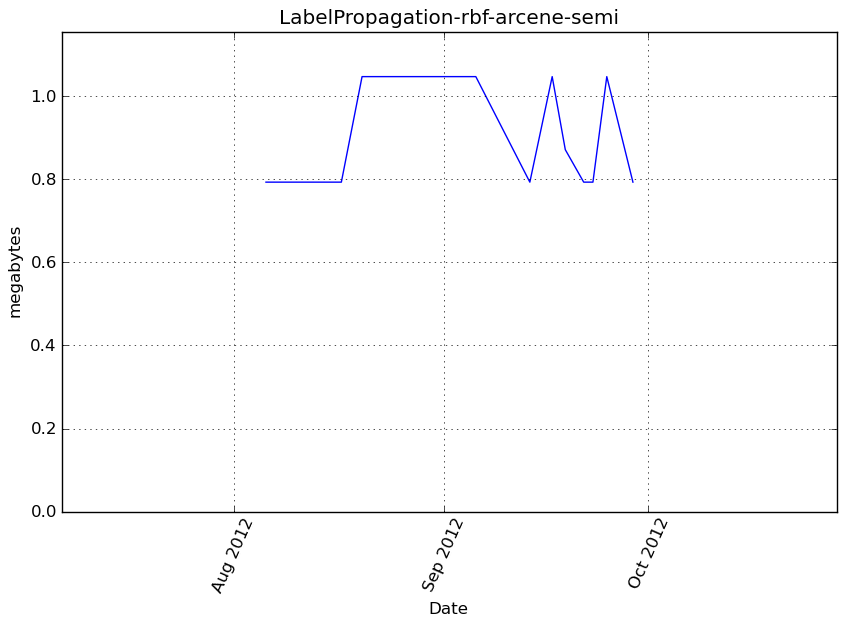 LabelPropagation-rbf-arcene-semi
1.0
0.8
0.6
0.4
0.2
0.0
megabytes
Aug 2012
Sep 2012
Oct 2012
Date